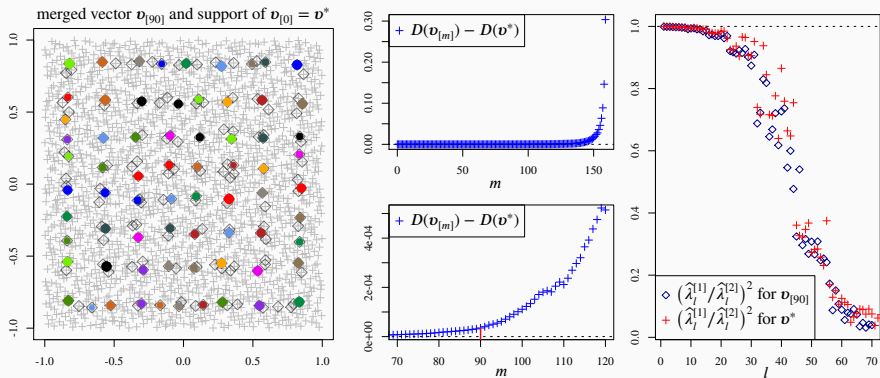 merged vector 𝝊[90] and support of 𝝊[0] = 𝝊*
1.0
0.5
0.0
-0.5
-1.0
-1.0 -0.5 0.0 0.5 1.0
+ D(𝝊[m]) − D(𝝊*)
0.30
0.20
0.10
0.00
0 50 100 150
m
+ D(𝝊[m]) − D(𝝊*)
4e-04
2e-04
0e+00
70 80 90 100 110 120
m
1.0
0.8
0.6
0.4
0.2
0.0
◇ (λ̂_l^[1]/λ̂_l^[2])² for 𝝊[90]
+ (λ̂_l^[1]/λ̂_l^[2])² for 𝝊*
0 10 20 30 40 50 60 70
l